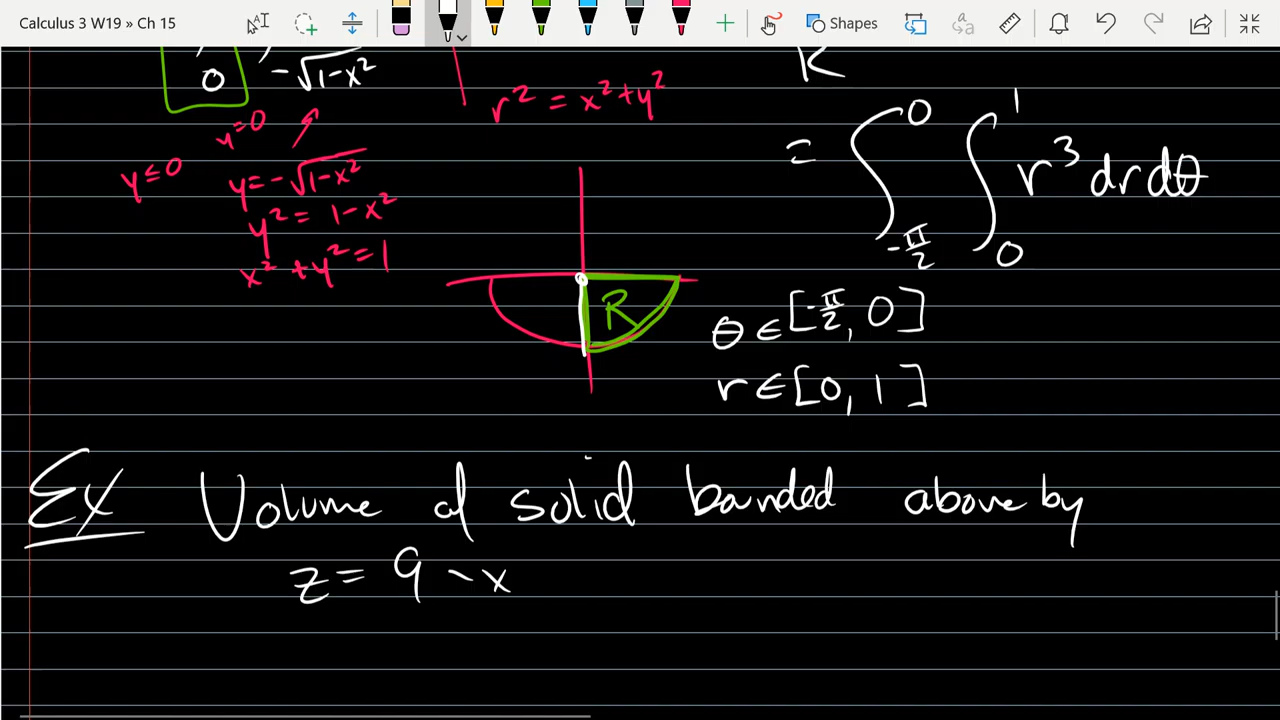 Calculus 3 W19 » Ch 15
Shapes
0 , -√(1-x²)
y=0
y≤0
y=-√(1-x²)
y² = 1-x²
x² + y² = 1
r² = x² + y²
R
R
= ∫_{-π/2}^{0} ∫_{0}^{1} r³ dr dθ
θ ∈ [-π/2, 0]
r ∈ [0, 1]
Ex Volume of solid bounded above by
z = 9 - x